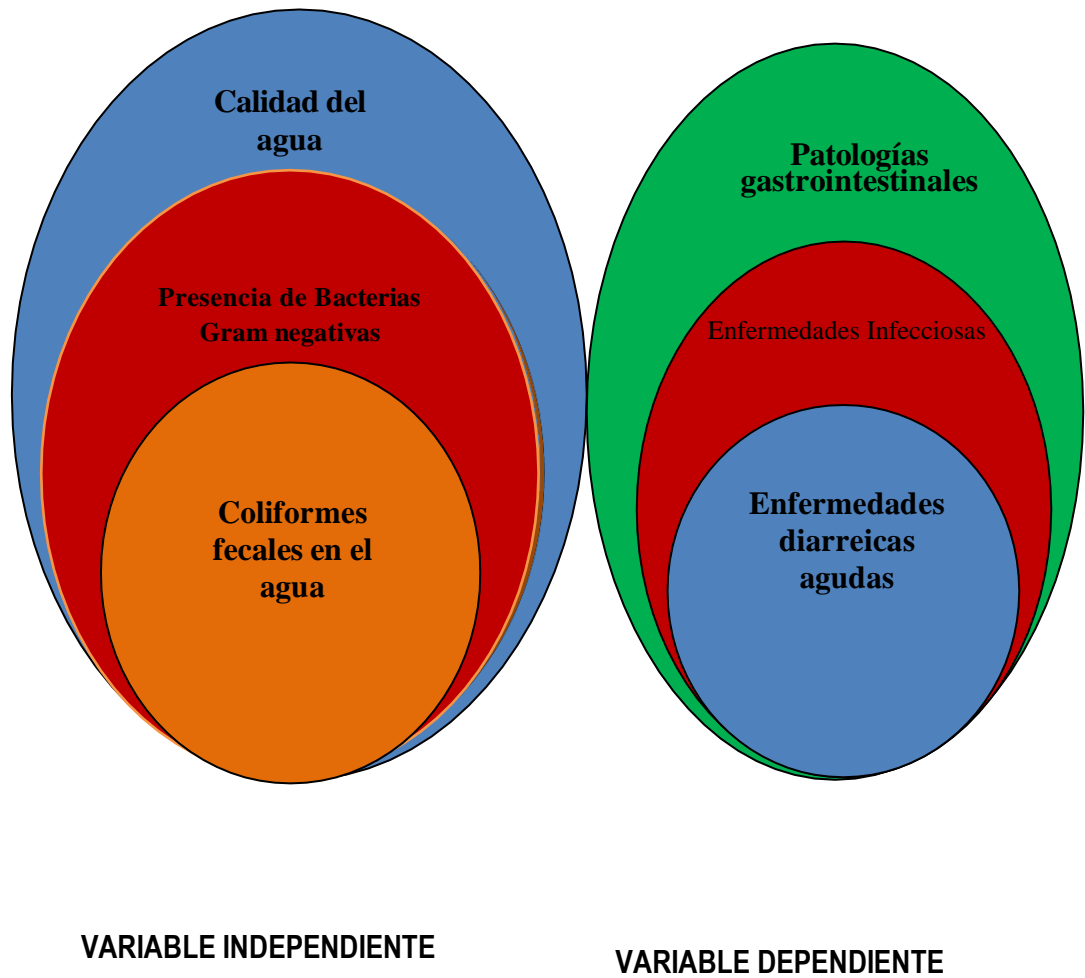 Calidad del
agua
Presencia de Bacterias
Gram negativas
Coliformes
fecales en el
agua
Patologías
gastrointestinales
Enfermedades Infecciosas
Enfermedades
diarreicas
agudas
VARIABLE INDEPENDIENTE
VARIABLE DEPENDIENTE